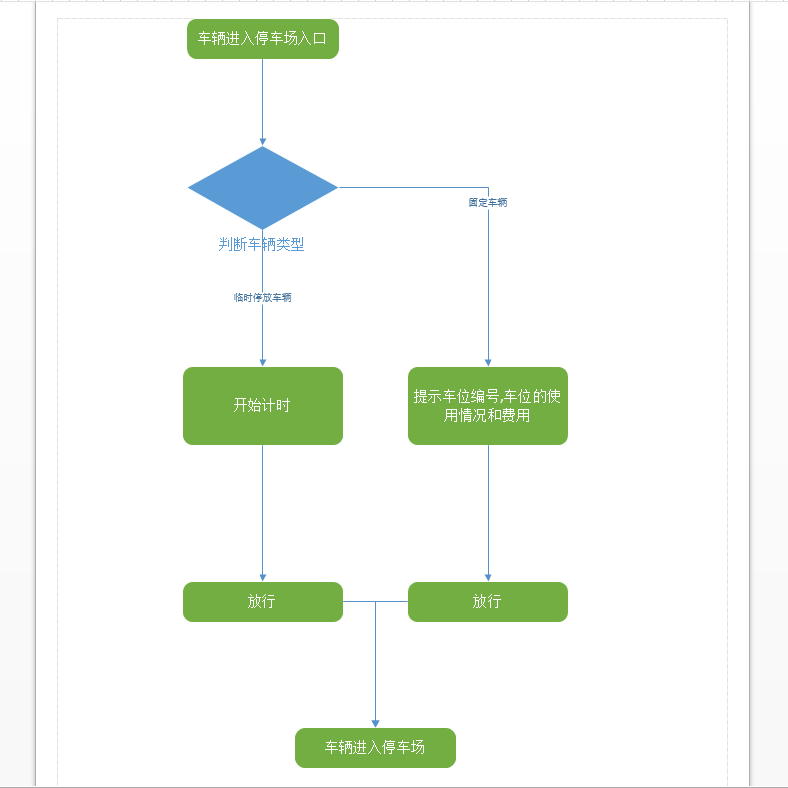 车辆进入停车场入口
固定车辆
判断车辆类型
临时停放车辆
开始计时
提示车位编号,车位的使
用情况和费用
放行
放行
车辆进入停车场